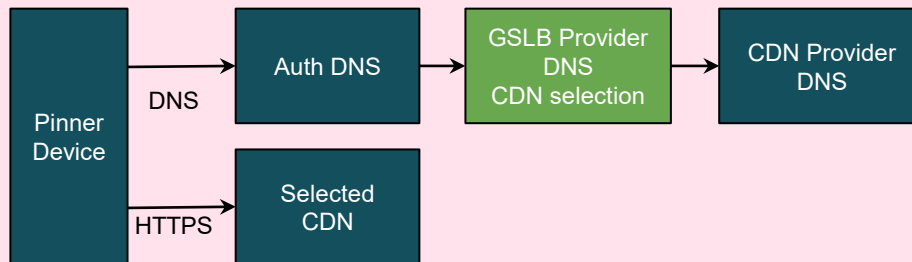 Pinner
Device
DNS
Auth DNS
GSLB Provider
DNS
CDN selection
CDN Provider
DNS
HTTPS
Selected
CDN